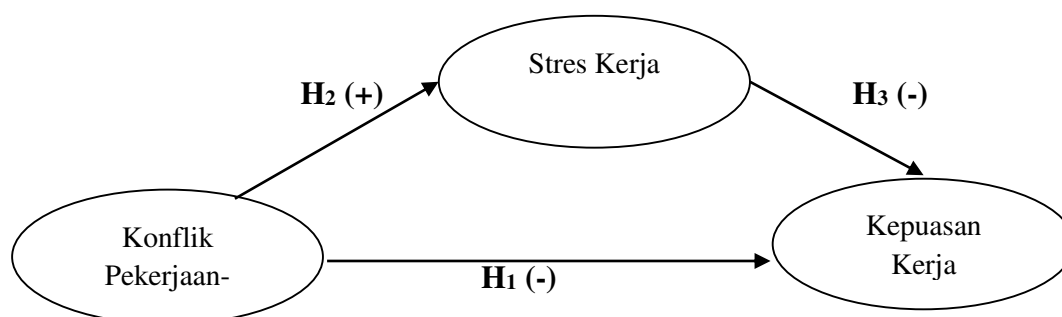 Stres Kerja
H2 (+)
H3 (-)
Konflik
Pekerjaan-
Kepuasan
Kerja
H1 (-)